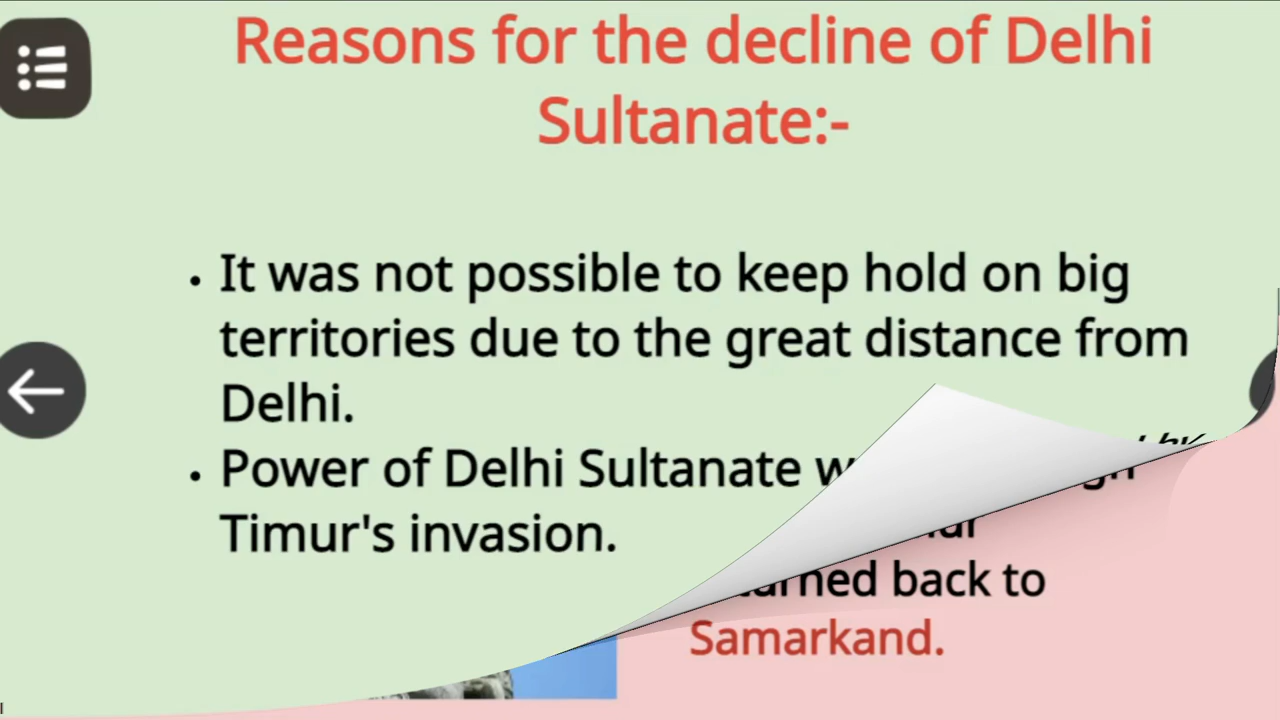 Reasons for the decline of Delhi
Sultanate:-
• It was not possible to keep hold on big
territories due to the great distance from
Delhi.
• Power of Delhi Sultanate
Timur's invasion.
back to
Samarkand.